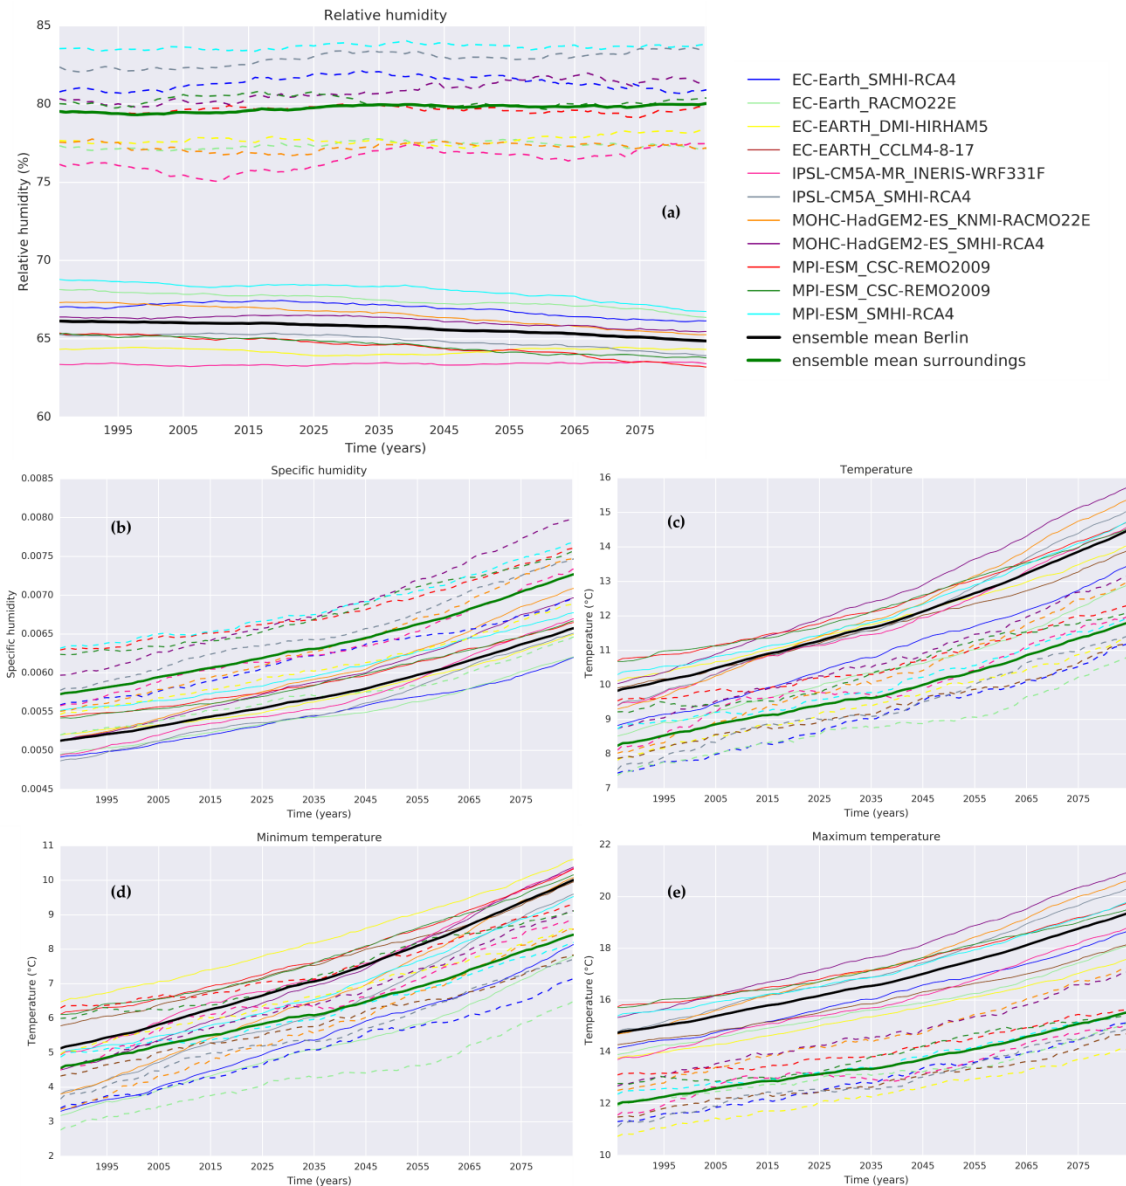 Relative humidity
85
80
75
70
65
60
Relative humidity (%)
(a)
1995 2005 2015 2025 2035 2045 2055 2065 2075
Time (years)
EC-Earth_SMHI-RCA4
EC-Earth_RACMO22E
EC-EARTH_DMI-HIRHAM5
EC-EARTH_CCLM4-8-17
IPSL-CM5A-MR_INERIS-WRF331F
IPSL-CM5A_SMHI-RCA4
MOHC-HadGEM2-ES_KNMI-RACMO22E
MOHC-HadGEM2-ES_SMHI-RCA4
MPI-ESM_CSC-REMO2009
MPI-ESM_CSC-REMO2009
MPI-ESM_SMHI-RCA4
ensemble mean Berlin
ensemble mean surroundings
Specific humidity
0.0085
0.0080
0.0075
0.0070
0.0065
0.0060
0.0055
0.0050
0.0045
Specific humidity
(b)
1995 2005 2015 2025 2035 2045 2055 2065 2075
Time (years)
Temperature
16
15
14
13
12
11
10
9
8
7
Temperature (°C)
(c)
1995 2005 2015 2025 2035 2045 2055 2065 2075
Time (years)
Minimum temperature
11
10
9
8
7
6
5
4
3
2
Temperature (°C)
(d)
1995 2005 2015 2025 2035 2045 2055 2065 2075
Time (years)
Maximum temperature
22
20
18
16
14
12
10
Temperature (°C)
(e)
1995 2005 2015 2025 2035 2045 2055 2065 2075
Time (years)